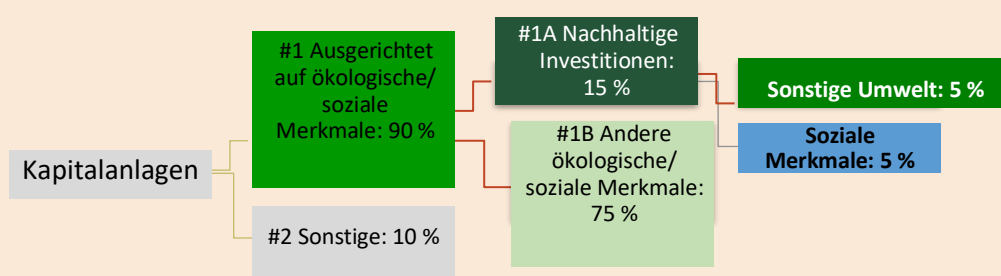 Kapitalanlagen
#1 Ausgerichtet
auf ökologische/
soziale
Merkmale: 90 %
#2 Sonstige: 10 %
#1A Nachhaltige
Investitionen:
15 %
#1B Andere
ökologische/
soziale Merkmale:
75 %
Sonstige Umwelt: 5 %
Soziale
Merkmale: 5 %